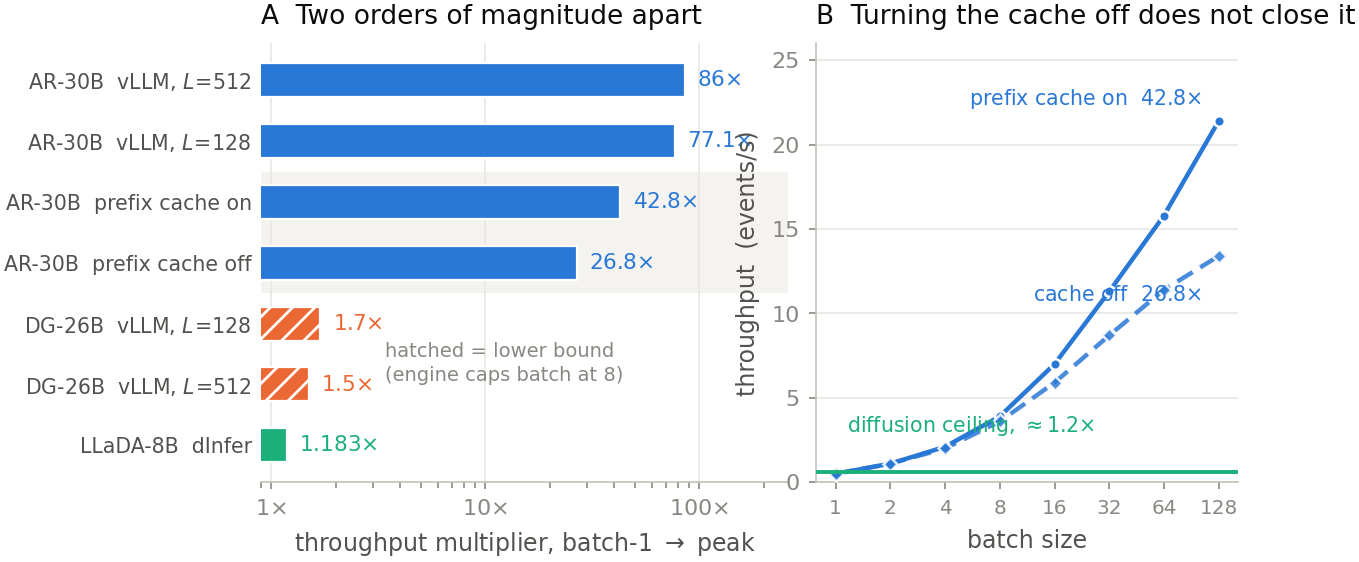 A Two orders of magnitude apart
AR-30B vLLM, L=512
86×
AR-30B vLLM, L=128
77.1×
AR-30B prefix cache on
42.8×
AR-30B prefix cache off
26.8×
DG-26B vLLM, L=128
1.7×
hatched = lower bound
(engine caps batch at 8)
DG-26B vLLM, L=512
1.5×
LLaDA-8B dInfer
1.183×
1× 10× 100×
throughput multiplier, batch-1 → peak
B Turning the cache off does not close it
throughput (events/s)
25
20
15
10
5
0
prefix cache on 42.8×
cache off 26.8×
diffusion ceiling, ≈1.2×
1 2 4 8 16 32 64 128
batch size